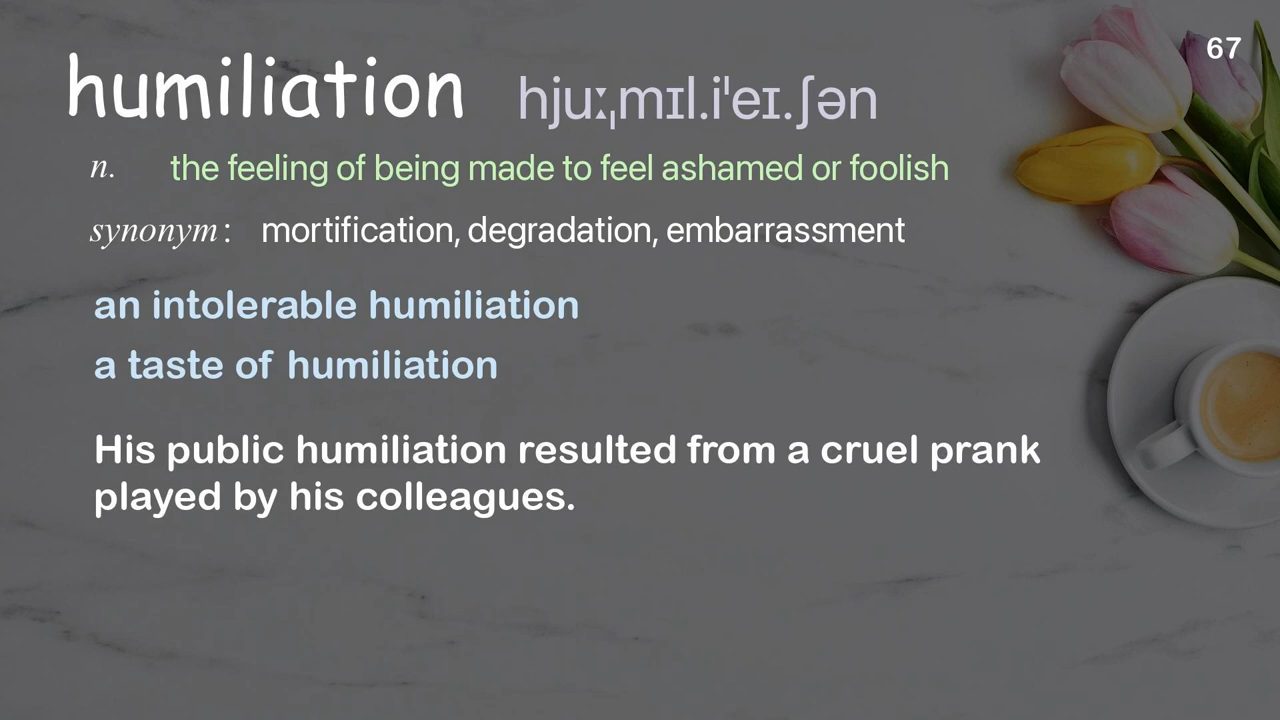 67
humiliation hjuːˌmɪl.iˈeɪ.ʃən
n. the feeling of being made to feel ashamed or foolish
synonym: mortification, degradation, embarrassment
an intolerable humiliation
a taste of humiliation
His public humiliation resulted from a cruel prank
played by his colleagues.